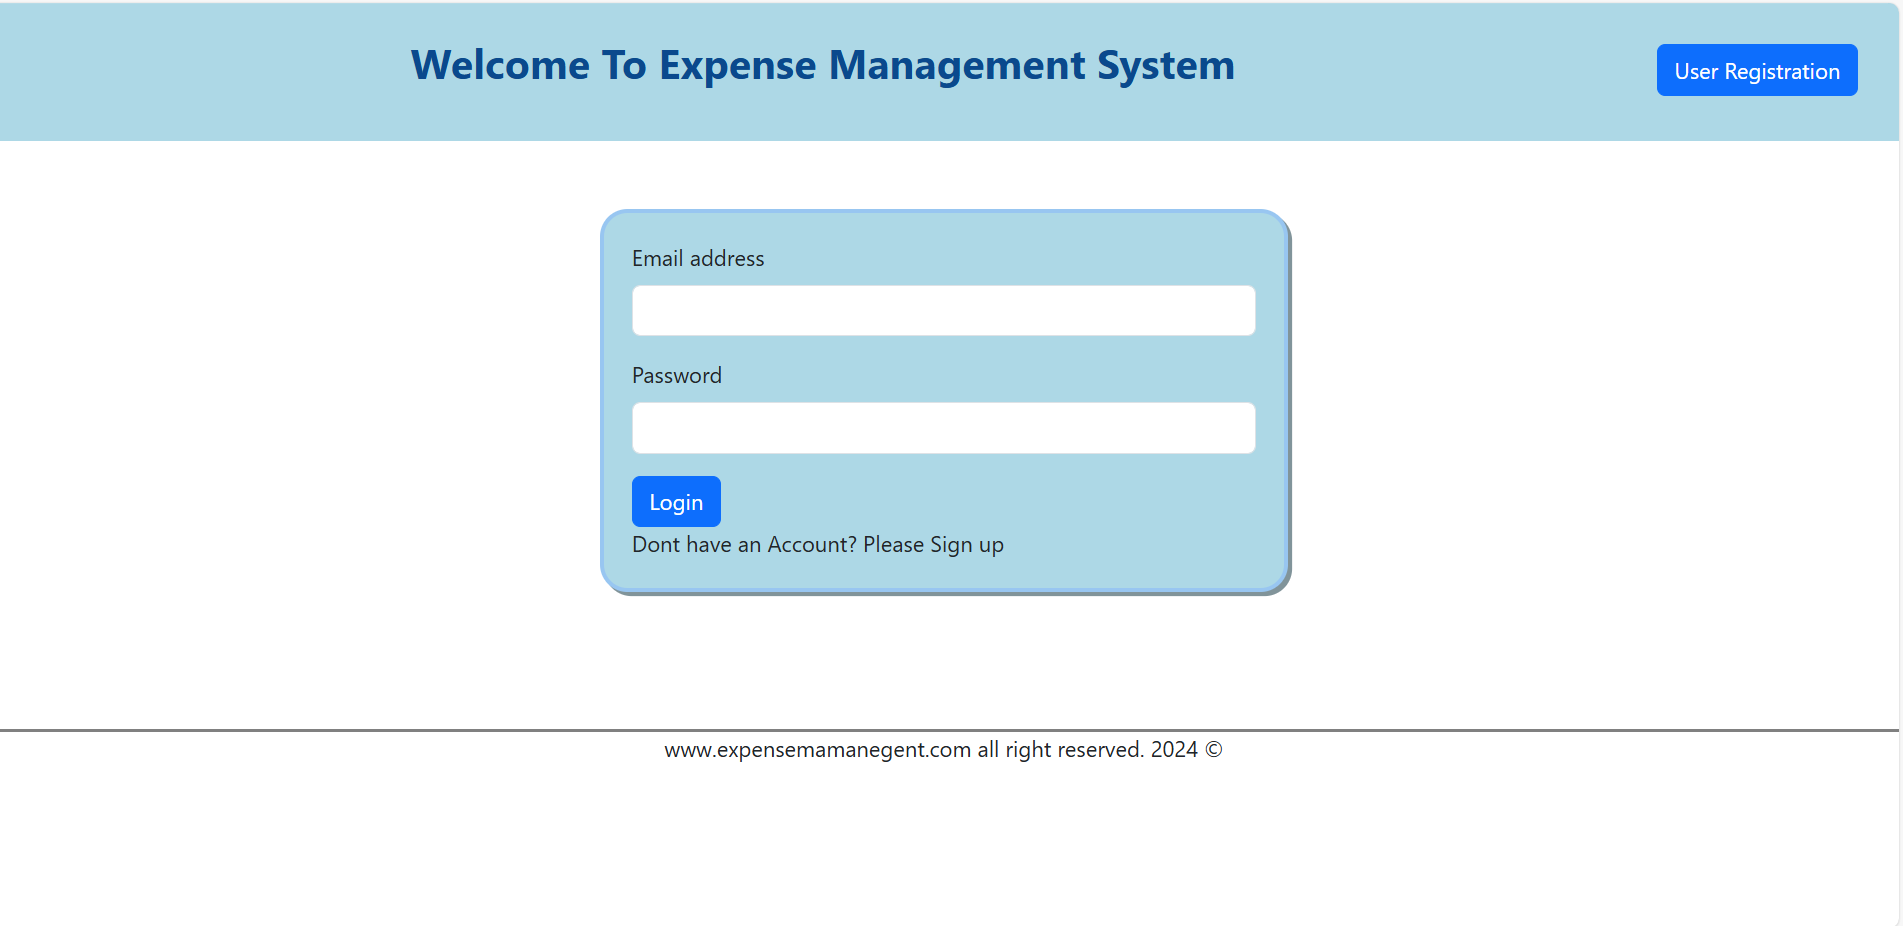 Welcome To Expense Management System
User Registration
Email address
Password
Login
Dont have an Account? Please Sign up
www.expensemamanegent.com all right reserved. 2024 ©